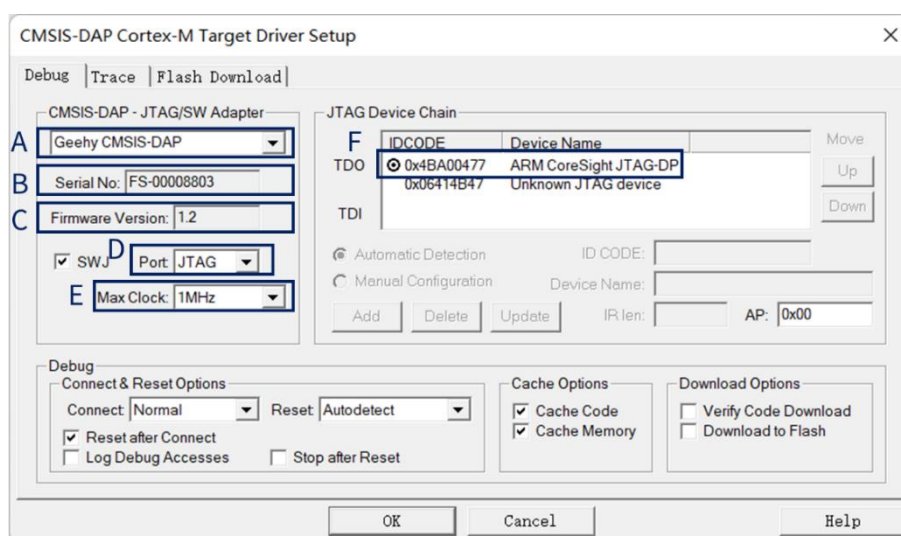 CMSIS-DAP Cortex-M Target Driver Setup
Debug Trace Flash Download
CMSIS-DAP - JTAG/SW Adapter
A Geehy CMSIS-DAP
B Serial No: FS-00008803
C Firmware Version: 1.2
SWJ D Port: JTAG
E Max Clock: 1MHz
JTAG Device Chain
F IDCODE Device Name Move
TDO 0x4BA00477 ARM CoreSight JTAG-DP Up
0x06414B47 Unknown JTAG device
TDI Down
Automatic Detection ID CODE:
Manual Configuration Device Name:
Add Delete Update IR len: AP: 0x00
Debug
Connect & Reset Options
Connect: Normal Reset: Autodetect
Reset after Connect
Log Debug Accesses Stop after Reset
Cache Options
Cache Code
Cache Memory
Download Options
Verify Code Download
Download to Flash
OK Cancel Help